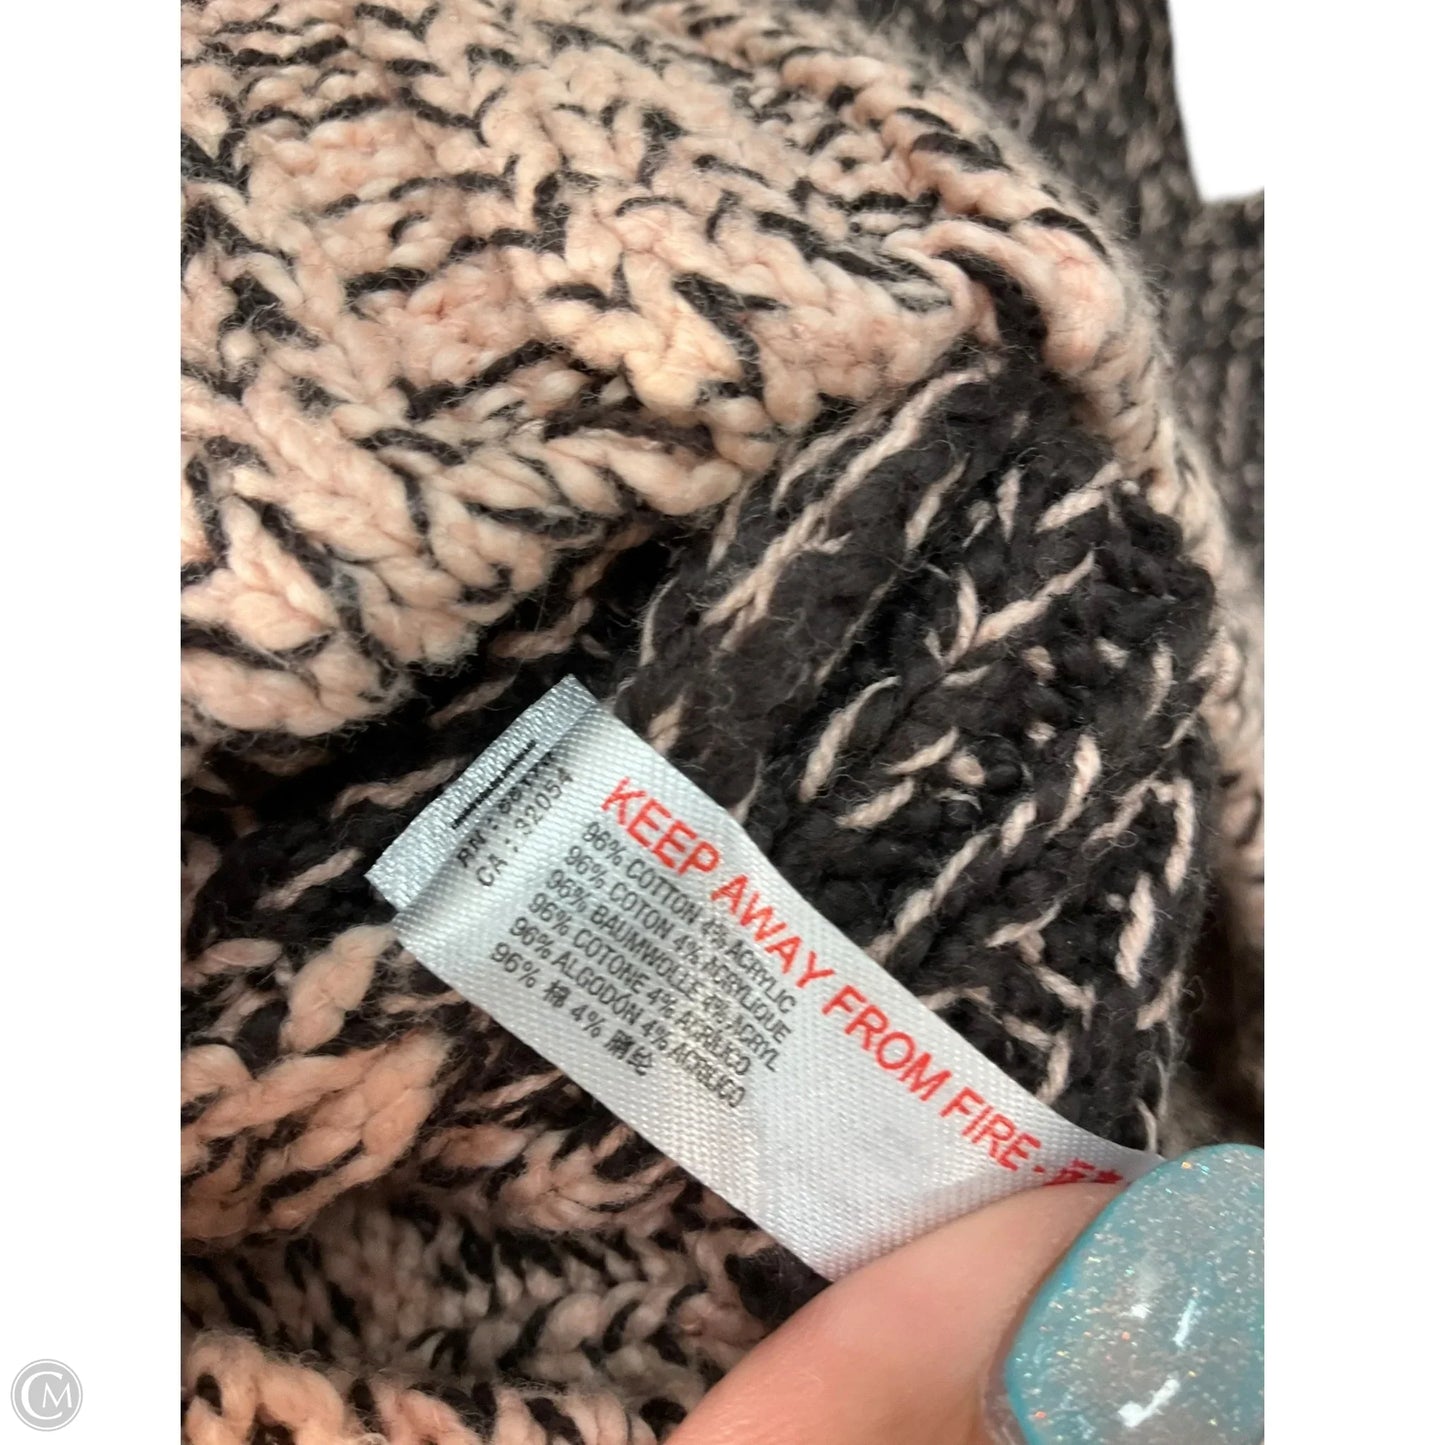 CA: 32054
KEEP AWAY FROM FIRE -
96% COTTON 4% ACRYLIC
96% COTON 4% ACRYLIQUE
96% BAUMWOLLE 4% ACRYL
96% COTONE 4% ACRILICO
96% ALGODÓN 4% ACRÍLICO
96% 棉 4% 腈纶
CM